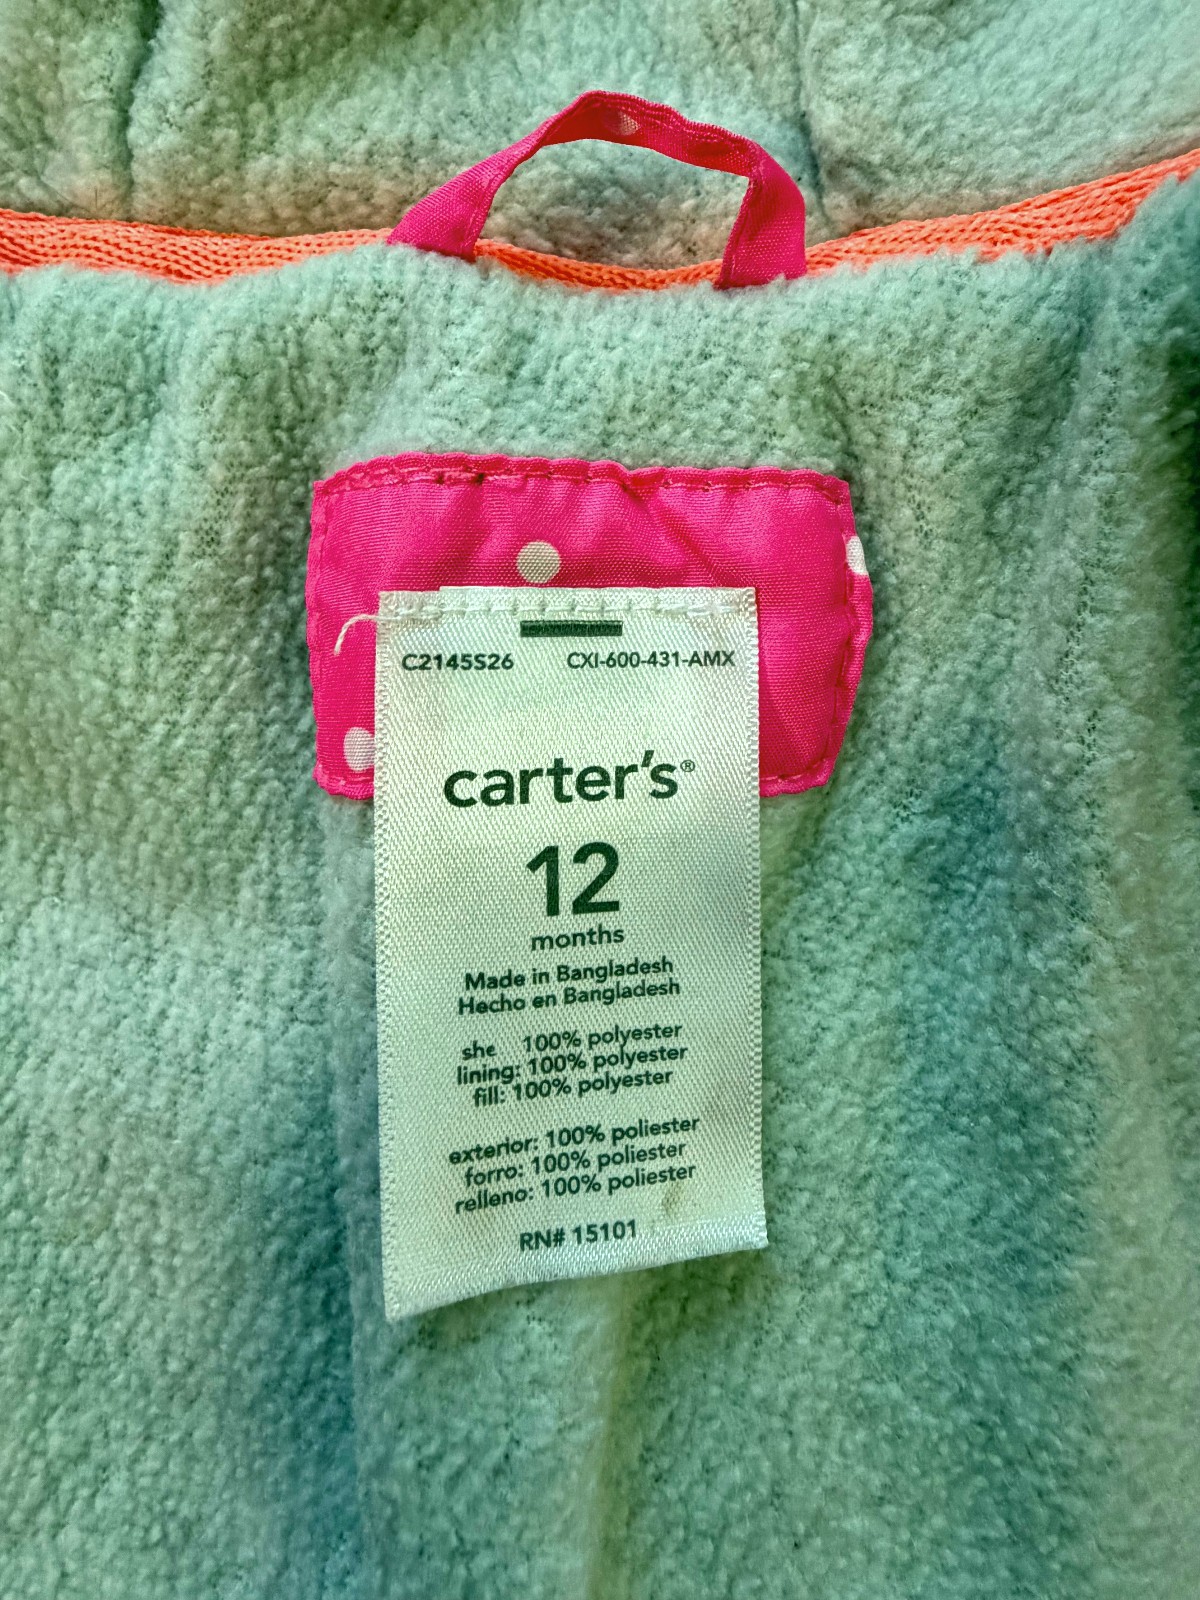 C2145S26 CXI-600-431-AMX
carter's®
12
months
Made in Bangladesh
Hecho en Bangladesh
she 100% polyester
lining: 100% polyester
fill: 100% polyester
exterior: 100% poliester
forro: 100% poliester
relleno: 100% poliester
RN# 15101